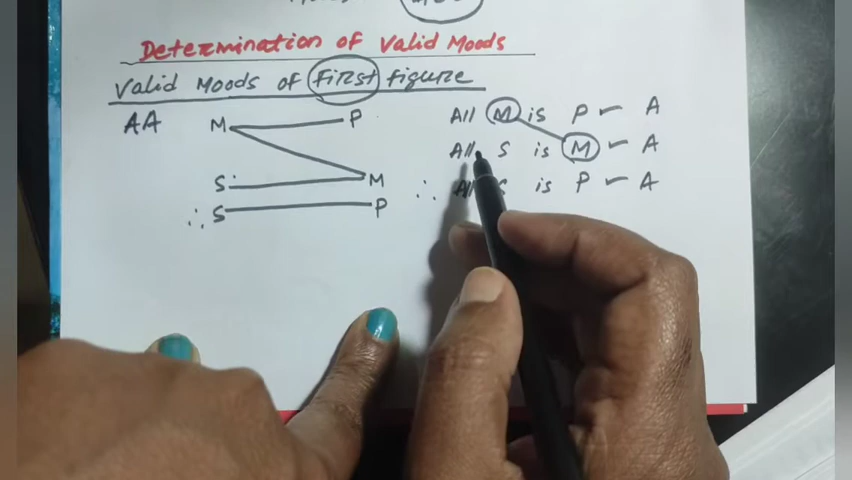 Determination of Valid Moods
Valid Moods of first figure
AA M P All M is P A
S M All S is M A
∴ S P ∴ All S is P A